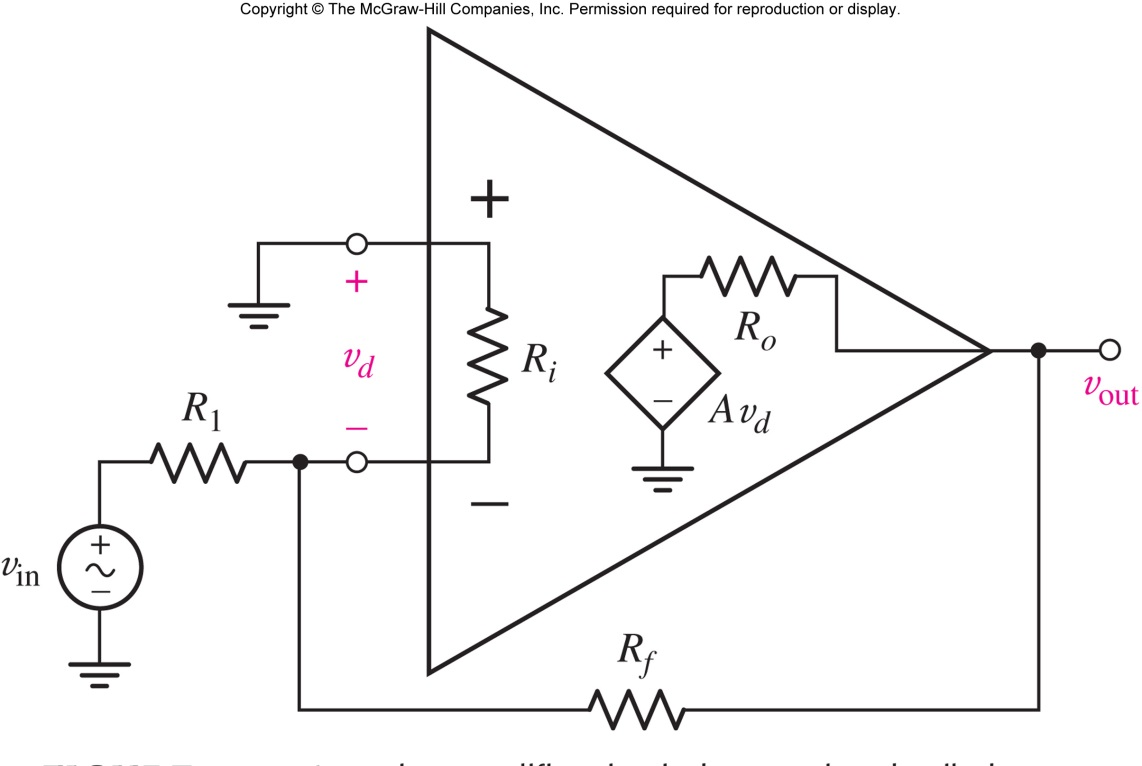 Copyright © The McGraw-Hill Companies, Inc. Permission required for reproduction or display.
+
+
v_d
−
R_i
R_o
+
−
A v_d
v_out
R_1
−
+
−
v_in
R_f